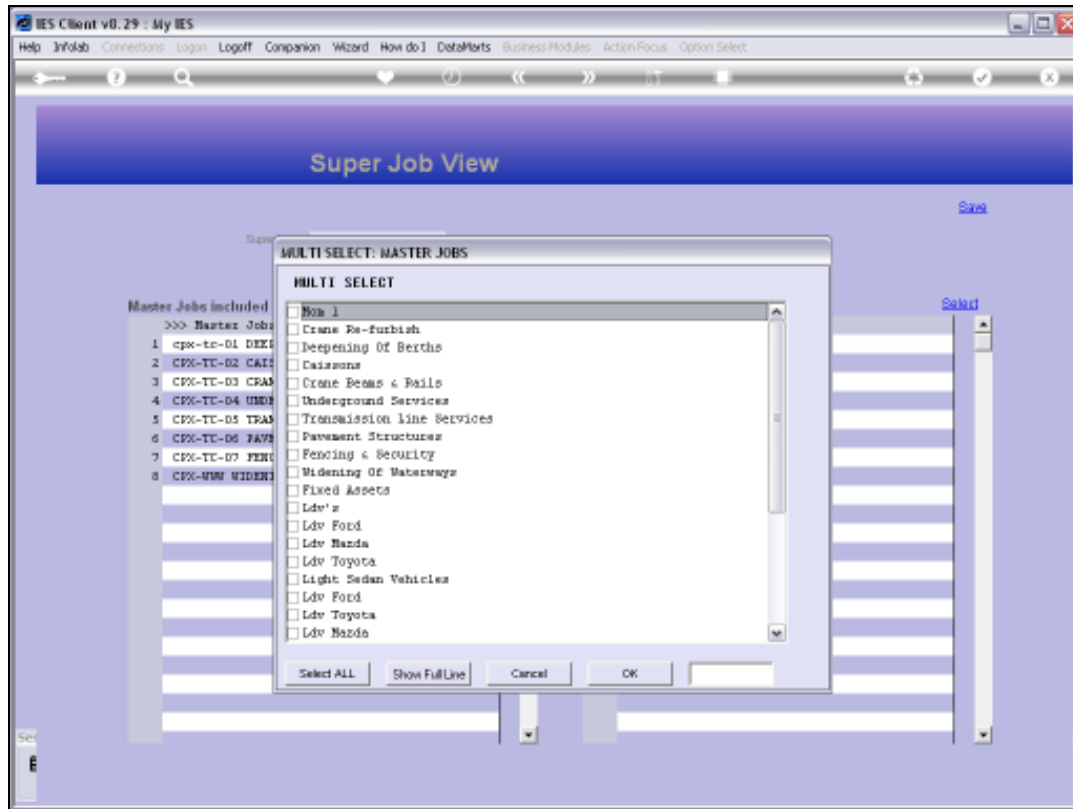 IES Client v8.29 : My IES
Help Infolab Connections Logon Logoff Companion Wizard How do I DataMarts Business Modules Action Focus Option Select
Super Job View
Save
Super
MULTI SELECT: MASTER JOBS
MULTI SELECT
Master Jobs included
Select
>>> Master Jobs
1 cpx-tc-01 DEEP
2 CPX-TC-02 CAIS
3 CPX-TC-03 CRAN
4 CPX-TC-04 UNDE
5 CPX-TC-05 TRAN
6 CPX-TC-06 PAVE
7 CPX-TC-07 FENC
8 CPX-WWW WIDENI
Mom 1
Crane Re-furbish
Deepening Of Berths
Caissons
Crane Beams & Rails
Underground Services
Transmission Line Services
Pavement Structures
Fencing & Security
Widening Of Waterways
Fixed Assets
Ldv's
Ldv Ford
Ldv Mazda
Ldv Toyota
Light Sedan Vehicles
Ldv Ford
Ldv Toyota
Ldv Mazda
Select ALL Show Full Line Cancel OK